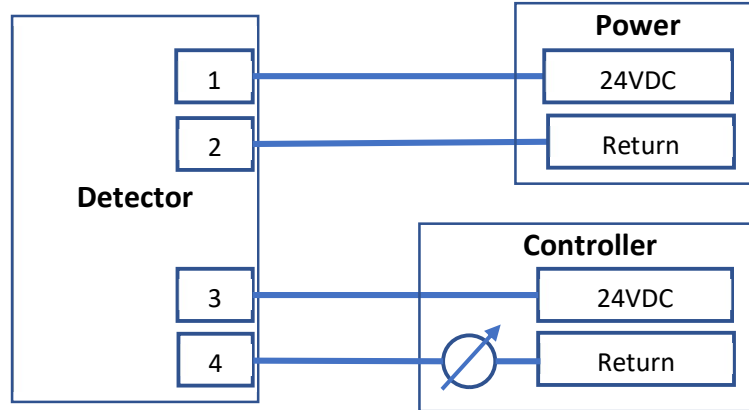 Power
1
24VDC
2
Return
Detector
Controller
3
24VDC
4
Return